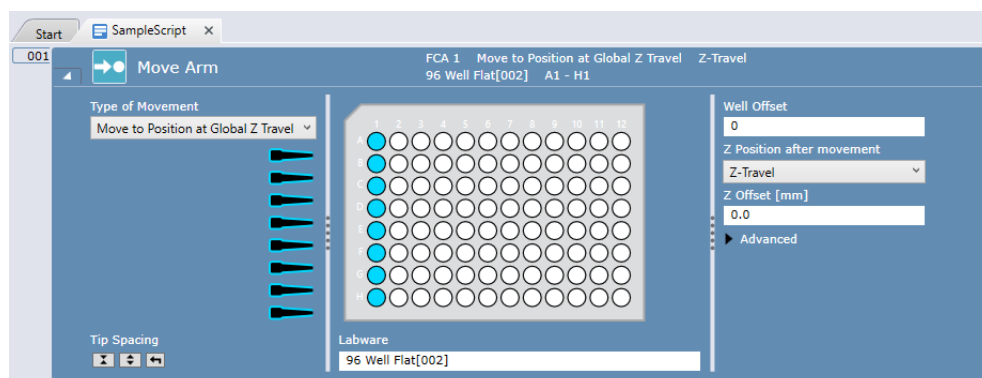 Start
SampleScript ×
001
Move Arm
FCA 1 Move to Position at Global Z Travel Z-Travel
96 Well Flat[002] A1 - H1
Type of Movement
Move to Position at Global Z Travel
Tip Spacing
1 2 3 4 5 6 7 8 9 10 11 12
A
B
C
D
E
F
G
H
Labware
96 Well Flat[002]
Well Offset
0
Z Position after movement
Z-Travel
Z Offset [mm]
0.0
Advanced